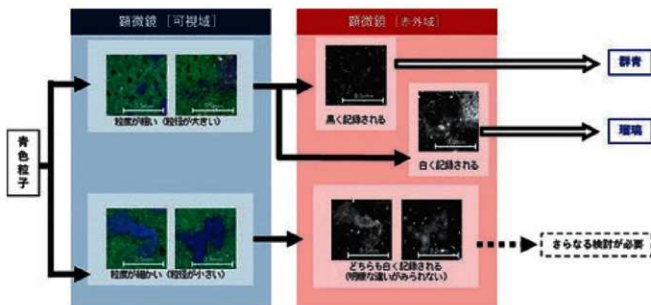 顕微鏡［可視域］
顕微鏡［赤外域］
青色粒子
粒度が粗い（粒径が大きい）
黒く記録される
群青
白く記録される
瑠璃
粒度が細かい（粒径が小さい）
どちらも白く記録される
（明瞭な違いがみられない）
さらなる検討が必要